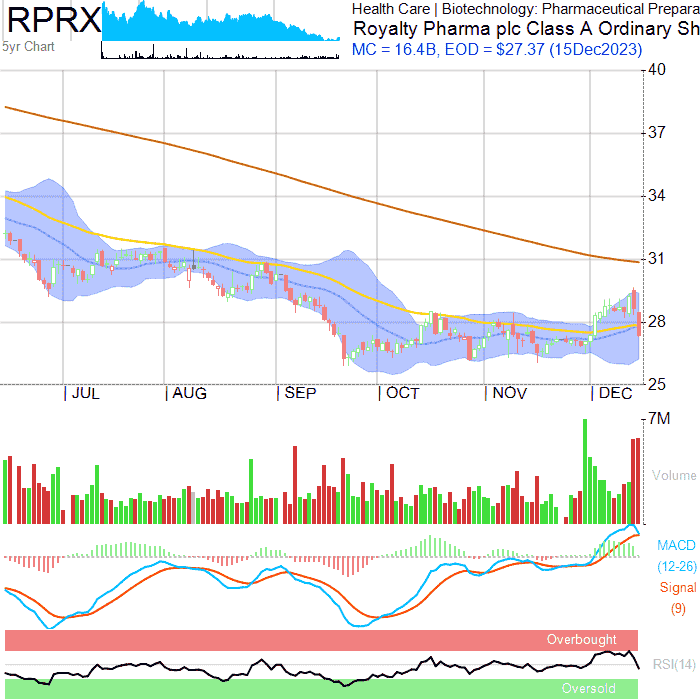 RPRX
5yr Chart
Health Care | Biotechnology: Pharmaceutical Prepara
Royalty Pharma plc Class A Ordinary Sh
MC = 16.4B, EOD = $27.37 (15Dec2023)
40
37
34
31
28
25
JUL
AUG
SEP
OCT
NOV
DEC
7M
Volume
MACD
(12-26)
Signal
(9)
Overbought
RSI(14)
Oversold